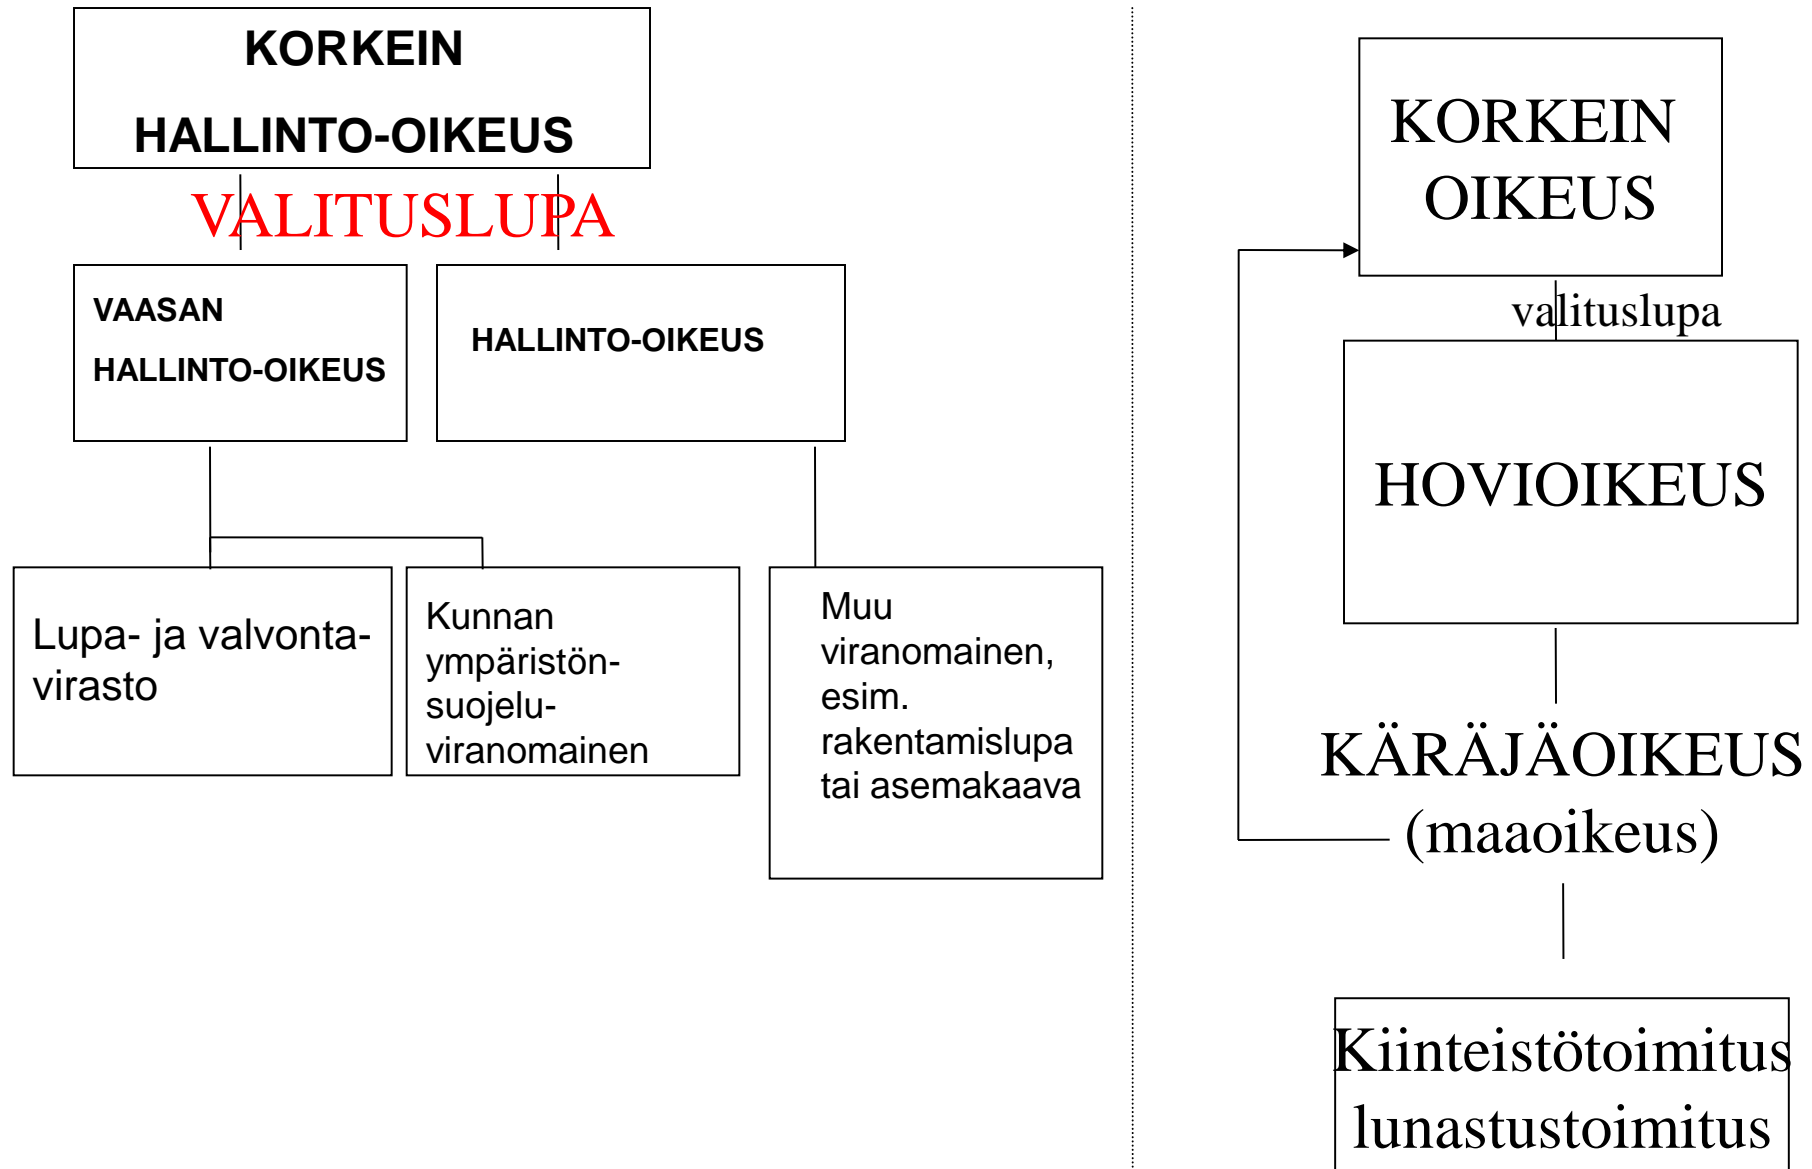 KORKEIN
HALLINTO-OIKEUS
VALITUSLUPA
VAASAN
HALLINTO-OIKEUS
HALLINTO-OIKEUS
Lupa- ja valvonta-
virasto
Kunnan
ympäristön-
suojelu-
viranomainen
Muu
viranomainen,
esim.
rakentamislupa
tai asemakaava
KORKEIN
OIKEUS
valituslupa
HOVIOIKEUS
KÄRÄJÄOIKEUS
(maaoikeus)
Kiinteistötoimitus
lunastustoimitus